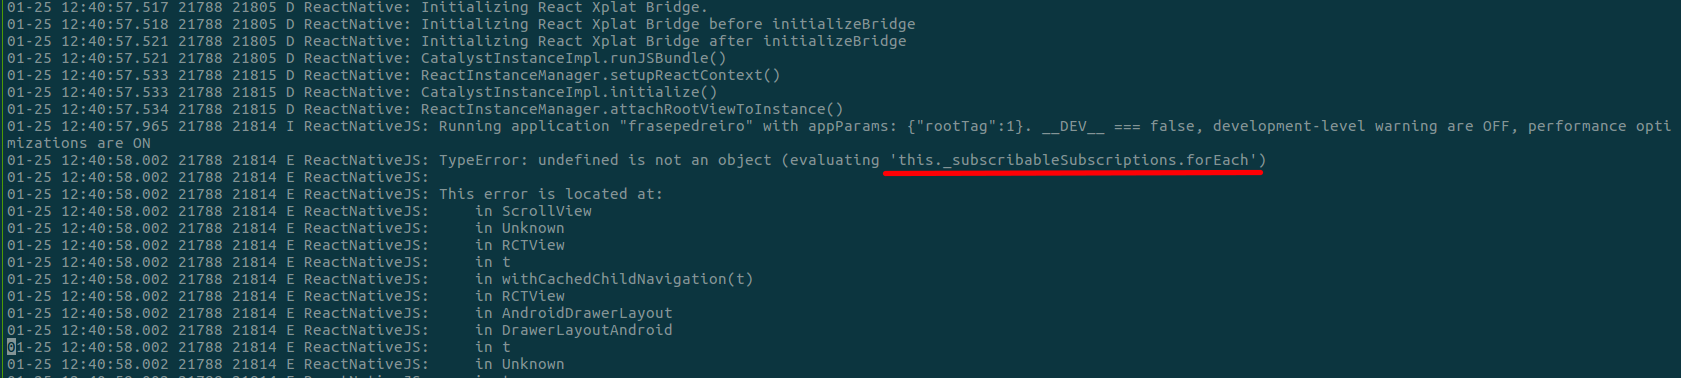 01-25 12:40:57.517 21788 21805 D ReactNative: Initializing React Xplat Bridge.
01-25 12:40:57.518 21788 21805 D ReactNative: Initializing React Xplat Bridge before initializeBridge
01-25 12:40:57.521 21788 21805 D ReactNative: Initializing React Xplat Bridge after initializeBridge
01-25 12:40:57.521 21788 21805 D ReactNative: CatalystInstanceImpl.runJSBundle()
01-25 12:40:57.533 21788 21815 D ReactNative: ReactInstanceManager.setupReactContext()
01-25 12:40:57.533 21788 21815 D ReactNative: CatalystInstanceImpl.initialize()
01-25 12:40:57.534 21788 21815 D ReactNative: ReactInstanceManager.attachRootViewToInstance()
01-25 12:40:57.965 21788 21814 I ReactNativeJS: Running application "frasepedreiro" with appParams: {"rootTag":1}. __DEV__ === false, development-level warning are OFF, performance opti
mizations are ON
01-25 12:40:58.002 21788 21814 E ReactNativeJS: TypeError: undefined is not an object (evaluating 'this._subscribableSubscriptions.forEach')
01-25 12:40:58.002 21788 21814 E ReactNativeJS:
01-25 12:40:58.002 21788 21814 E ReactNativeJS: This error is located at:
01-25 12:40:58.002 21788 21814 E ReactNativeJS:     in ScrollView
01-25 12:40:58.002 21788 21814 E ReactNativeJS:     in Unknown
01-25 12:40:58.002 21788 21814 E ReactNativeJS:     in RCTView
01-25 12:40:58.002 21788 21814 E ReactNativeJS:     in t
01-25 12:40:58.002 21788 21814 E ReactNativeJS:     in withCachedChildNavigation(t)
01-25 12:40:58.002 21788 21814 E ReactNativeJS:     in RCTView
01-25 12:40:58.002 21788 21814 E ReactNativeJS:     in AndroidDrawerLayout
01-25 12:40:58.002 21788 21814 E ReactNativeJS:     in DrawerLayoutAndroid
01-25 12:40:58.002 21788 21814 E ReactNativeJS:     in t
01-25 12:40:58.002 21788 21814 E ReactNativeJS:     in Unknown